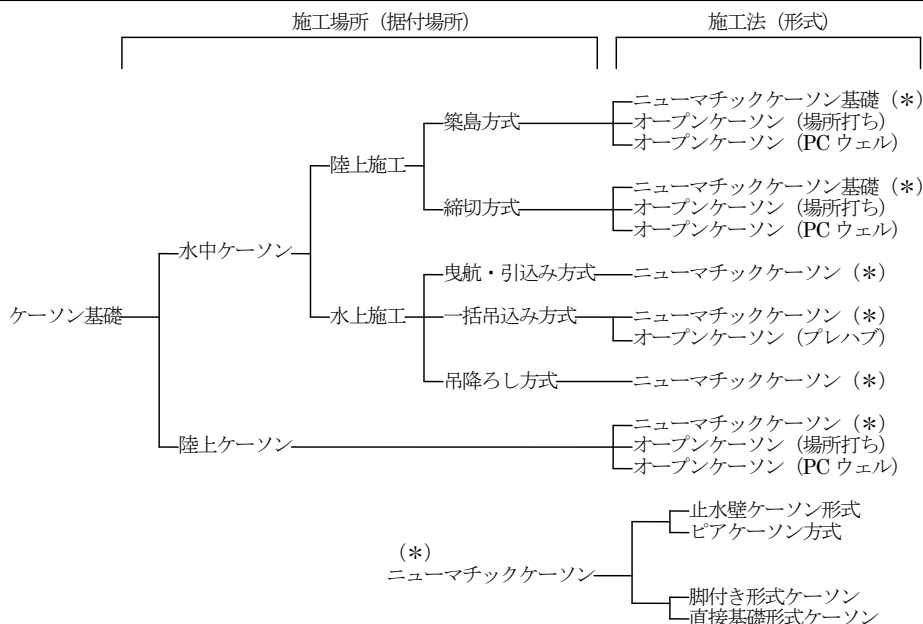 施工場所（据付場所）
施工法（形式）
ニューマチックケーソン基礎（＊）
築島方式
オープンケーソン（場所打ち）
オープンケーソン（PC ウェル）
陸上施工
ニューマチックケーソン基礎（＊）
締切方式
オープンケーソン（場所打ち）
オープンケーソン（PC ウェル）
水中ケーソン
曳航・引込み方式
ニューマチックケーソン（＊）
ケーソン基礎
水上施工
一括吊込み方式
ニューマチックケーソン（＊）
オープンケーソン（プレハブ）
吊降ろし方式
ニューマチックケーソン（＊）
ニューマチックケーソン（＊）
陸上ケーソン
オープンケーソン（場所打ち）
オープンケーソン（PC ウェル）
止水壁ケーソン形式
ピアケーソン方式
（＊）
ニューマチックケーソン
脚付き形式ケーソン
直接基礎形式ケーソン